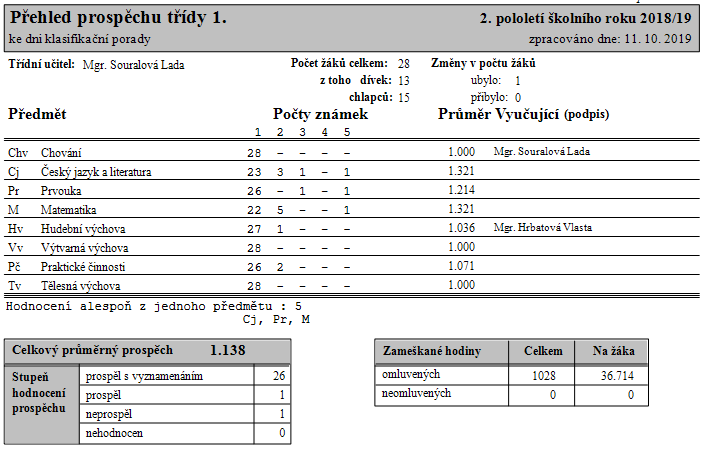 Přehled prospěchu třídy 1. 2. pololetí školního roku 2018/19
ke dni klasifikační porady zpracováno dne: 11. 10. 2019
Třídní učitel: Mgr. Souralová Lada Počet žáků celkem: 28 Změny v počtu žáků
z toho dívek: 13 ubylo: 1
chlapců: 15 přibylo: 0
Předmět Počty známek Průměr Vyučující (podpis)
1 2 3 4 5
Chv Chování 28 – – – – 1.000 Mgr. Souralová Lada
Cj Český jazyk a literatura 23 3 1 – 1 1.321
Pr Prvouka 26 – 1 – 1 1.214
M Matematika 22 5 – – 1 1.321
Hv Hudební výchova 27 1 – – – 1.036 Mgr. Hrbatová Vlasta
Vv Výtvarná výchova 28 – – – – 1.000
Pč Praktické činnosti 26 2 – – – 1.071
Tv Tělesná výchova 28 – – – – 1.000
Hodnocení alespoň z jednoho předmětu : 5
Cj, Pr, M
Celkový průměrný prospěch 1.138
Stupeň hodnocení prospěchu
prospěl s vyznamenáním 26
prospěl 1
neprospěl 1
nehodnocen 0
Zameškané hodiny Celkem Na žáka
omluvených 1028 36.714
neomluvených 0 0